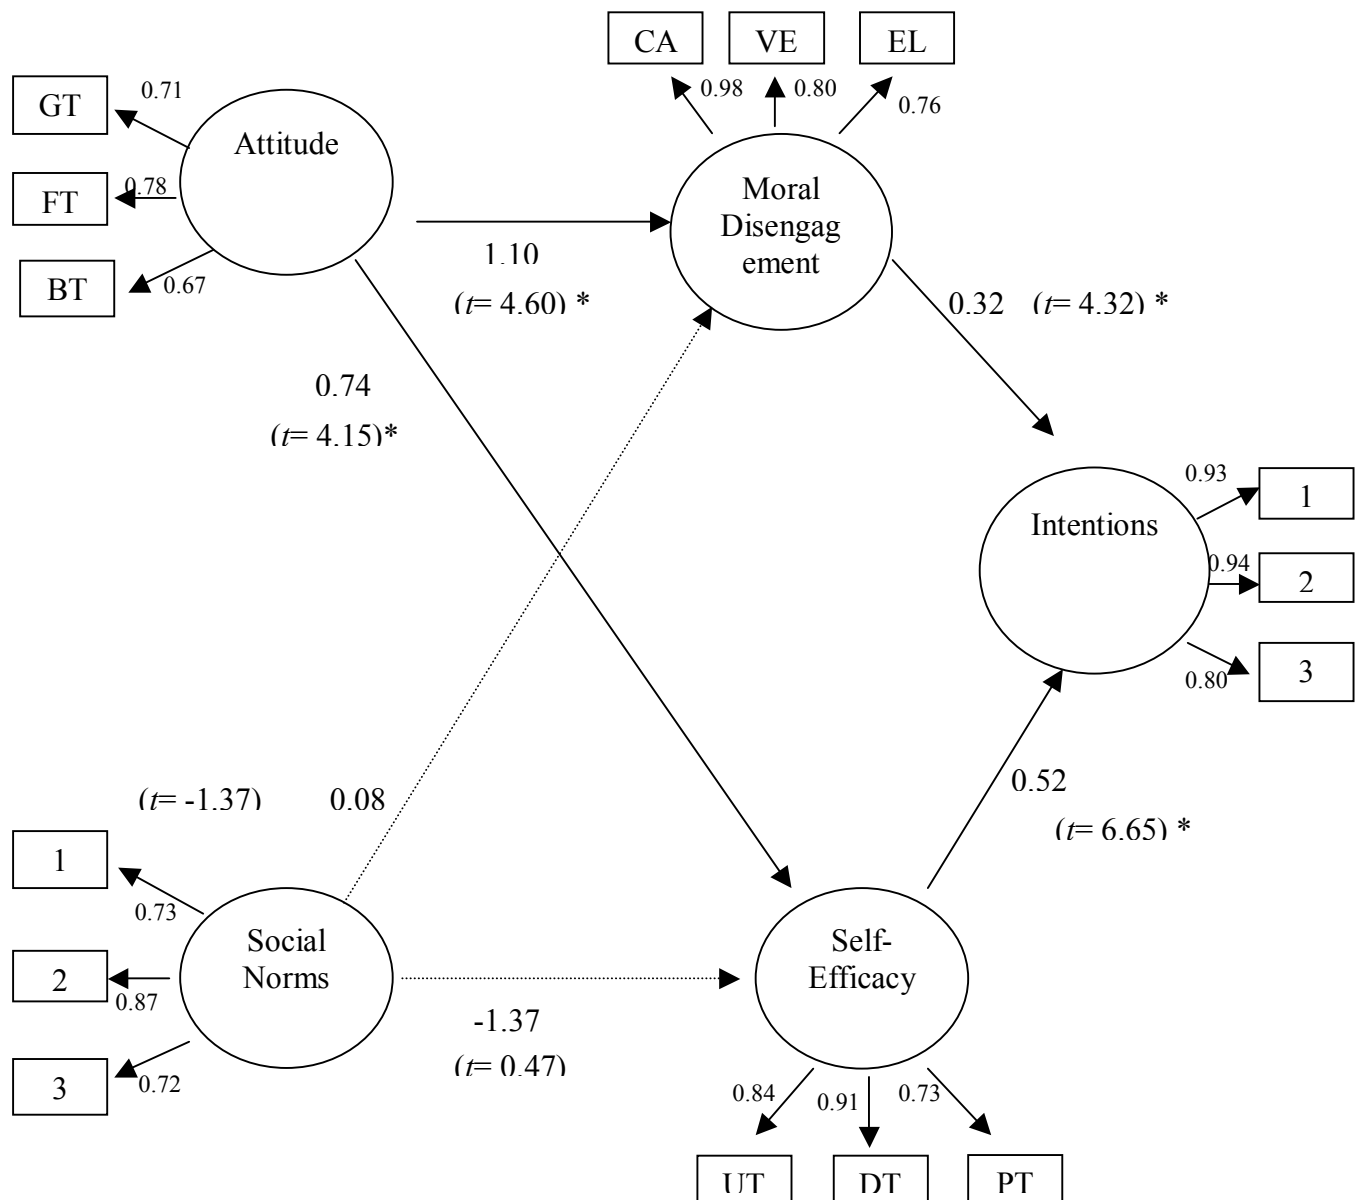 CA
VE
EL
0.98
0.80
0.76
GT
0.71
FT
0.78
BT
0.67
Attitude
Moral
Disengag
ement
1.10
(t= 4.60) *
0.32 (t= 4.32) *
0.74
(t= 4.15)*
Intentions
0.93
1
0.94
2
0.80
3
(t= -1.37) 0.08
0.52
(t= 6.65) *
1
0.73
2
0.87
3
0.72
Social
Norms
-1.37
(t= 0.47)
Self-
Efficacy
0.84
0.91
0.73
UT
DT
PT